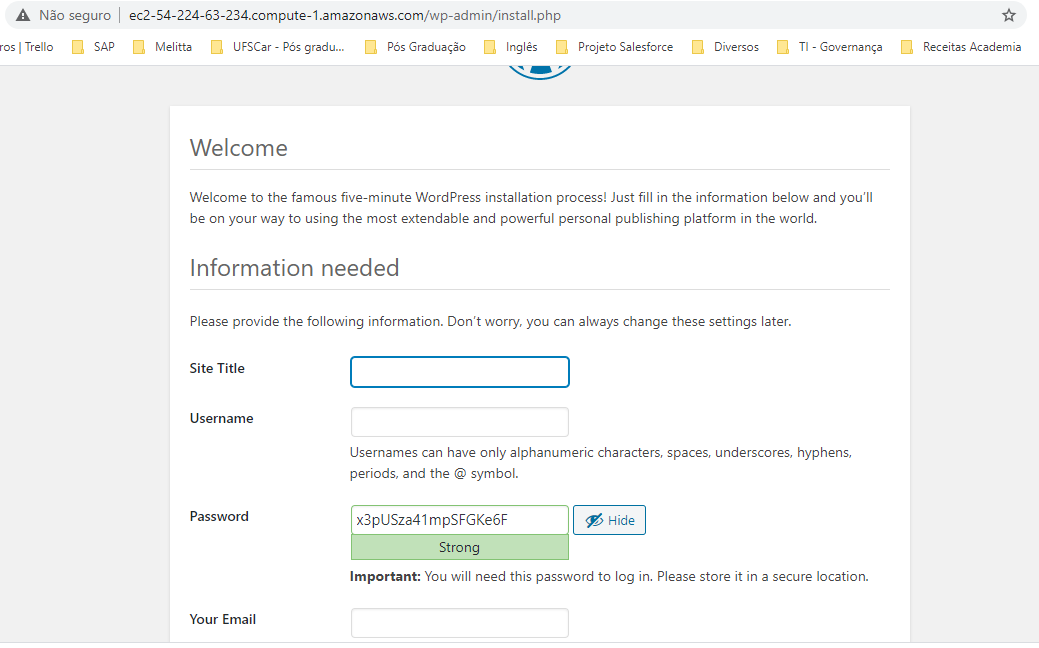 Não seguro | ec2-54-224-63-234.compute-1.amazonaws.com/wp-admin/install.php
ros | Trello SAP Melitta UFSCar - Pós gradu... Pós Graduação Inglês Projeto Salesforce Diversos TI - Governança Receitas Academia
Welcome
Welcome to the famous five-minute WordPress installation process! Just fill in the information below and you’ll
be on your way to using the most extendable and powerful personal publishing platform in the world.
Information needed
Please provide the following information. Don’t worry, you can always change these settings later.
Site Title
Username
Usernames can have only alphanumeric characters, spaces, underscores, hyphens,
periods, and the @ symbol.
Password x3pUSza41mpSFGKe6F Hide
Strong
Important: You will need this password to log in. Please store it in a secure location.
Your Email